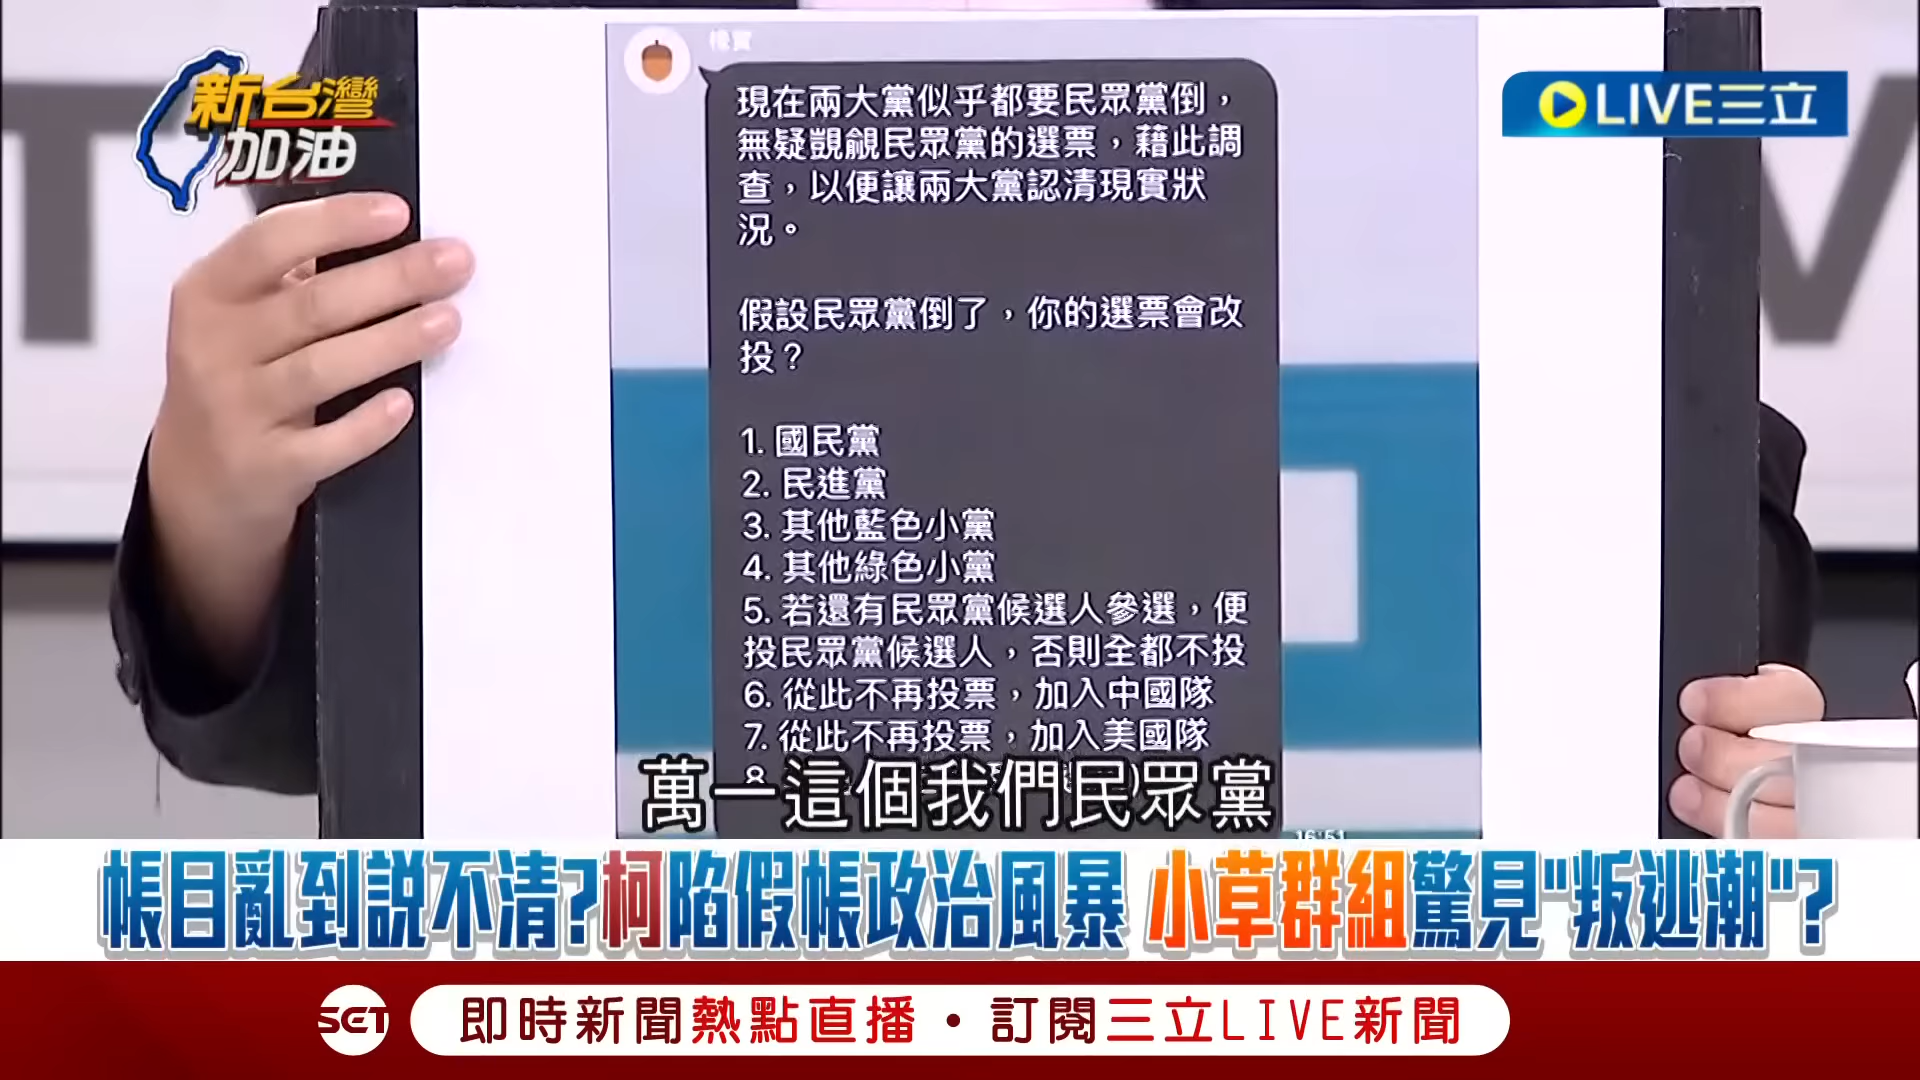 新台灣
加油
LIVE三立
橡實
現在兩大黨似乎都要民眾黨倒，
無疑覬覦民眾黨的選票，藉此調
查，以便讓兩大黨認清現實狀
況。
假設民眾黨倒了，你的選票會改
投？
1. 國民黨
2. 民進黨
3. 其他藍色小黨
4. 其他綠色小黨
5. 若還有民眾黨候選人參選，便
投民眾黨候選人，否則全都不投
6. 從此不再投票，加入中國隊
7. 從此不再投票，加入美國隊
8.
16:51
萬一這個我們民眾黨
帳目亂到説不清?柯陷假帳政治風暴 小草群組驚見"叛逃潮"?
SET 即時新聞熱點直播・訂閱三立LIVE新聞